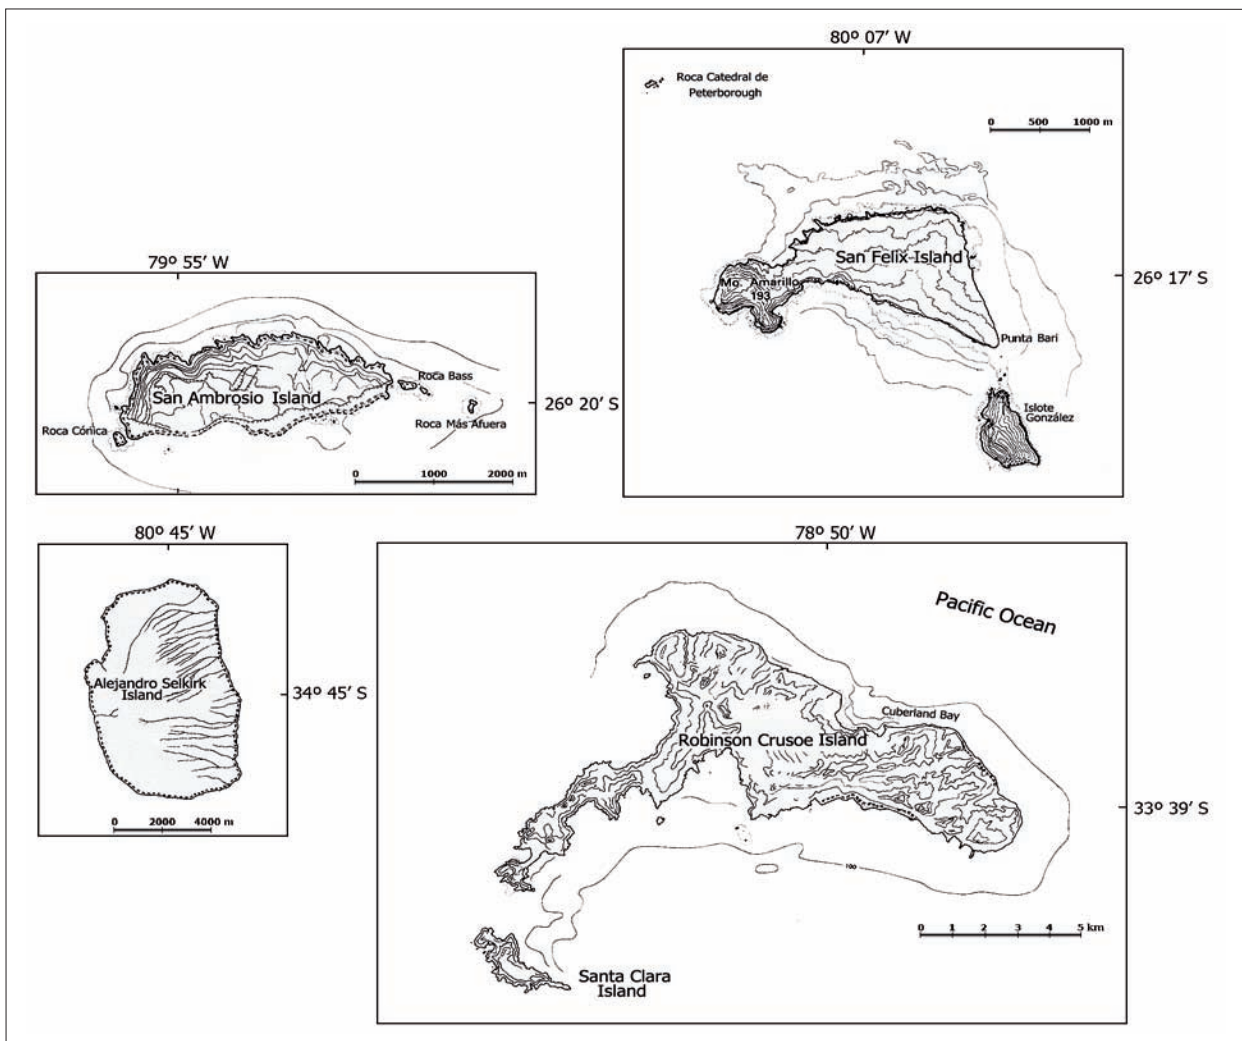 80º 07′ W
Roca Catedral de
Peterborough
0 500 1000 m
San Felix Island
26º 17′ S
Mo. Amarillo
193
Punta Bari
Islote
González
79º 55′ W
Roca Bass
San Ambrosio Island
26º 20′ S
Roca Cónica
Roca Más Afuera
0 1000 2000 m
80º 45′ W
Alejandro Selkirk
Island
34º 45′ S
0 2000 4000 m
78º 50′ W
Pacific Ocean
Cuberland Bay
Robinson Crusoe Island
33º 39′ S
100
0 1 2 3 4 5 km
Santa Clara
Island